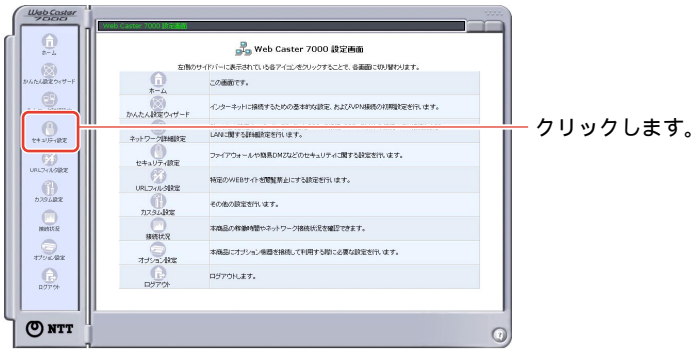 Web Caster
7000
Web Caster 7000 設定画面
ホーム
かんたん設定ウィザード
セキュリティ設定
URLフィルタ設定
カスタム設定
接続状況
オプション設定
ログアウト
NTT
Web Caster 7000 設定画面
左側のサイドバーに表示されている各アイコンをクリックすることで、各画面に切り替わります。
ホーム
この画面です。
かんたん設定ウィザード
インターネットに接続するための基本的な設定、およびVPN接続の初期設定を行います。
ネットワーク詳細設定
LANに関する詳細設定を行います。
セキュリティ設定
ファイアウォールや簡易DMZなどのセキュリティに関する設定を行います。
URLフィルタ設定
特定のWEBサイトを閲覧禁止にする設定を行います。
カスタム設定
その他の設定を行います。
接続状況
本商品の稼働時間やネットワーク接続状況を確認できます。
オプション設定
本商品にオプション機器を接続して利用する際に必要な設定を行います。
ログアウト
ログアウトします。
クリックします。